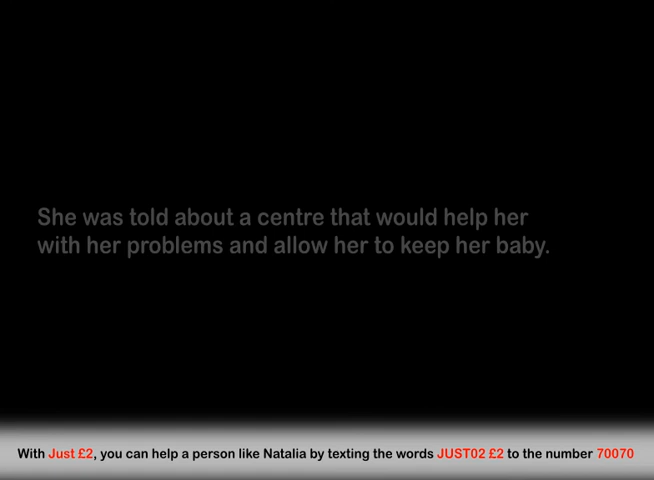 She was told about a centre that would help her
with her problems and allow her to keep her baby.
With Just £2, you can help a person like Natalia by texting the words JUST02 £2 to the number 70070